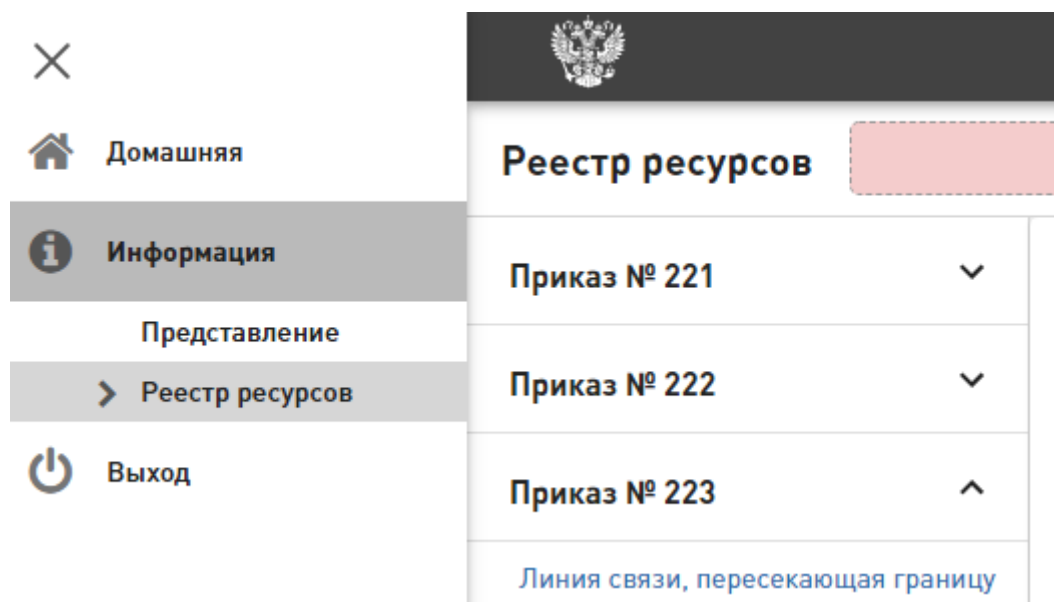 Домашняя
Информация
Представление
Реестр ресурсов
Выход
Реестр ресурсов
Приказ № 221
Приказ № 222
Приказ № 223
Линия связи, пересекающая границу